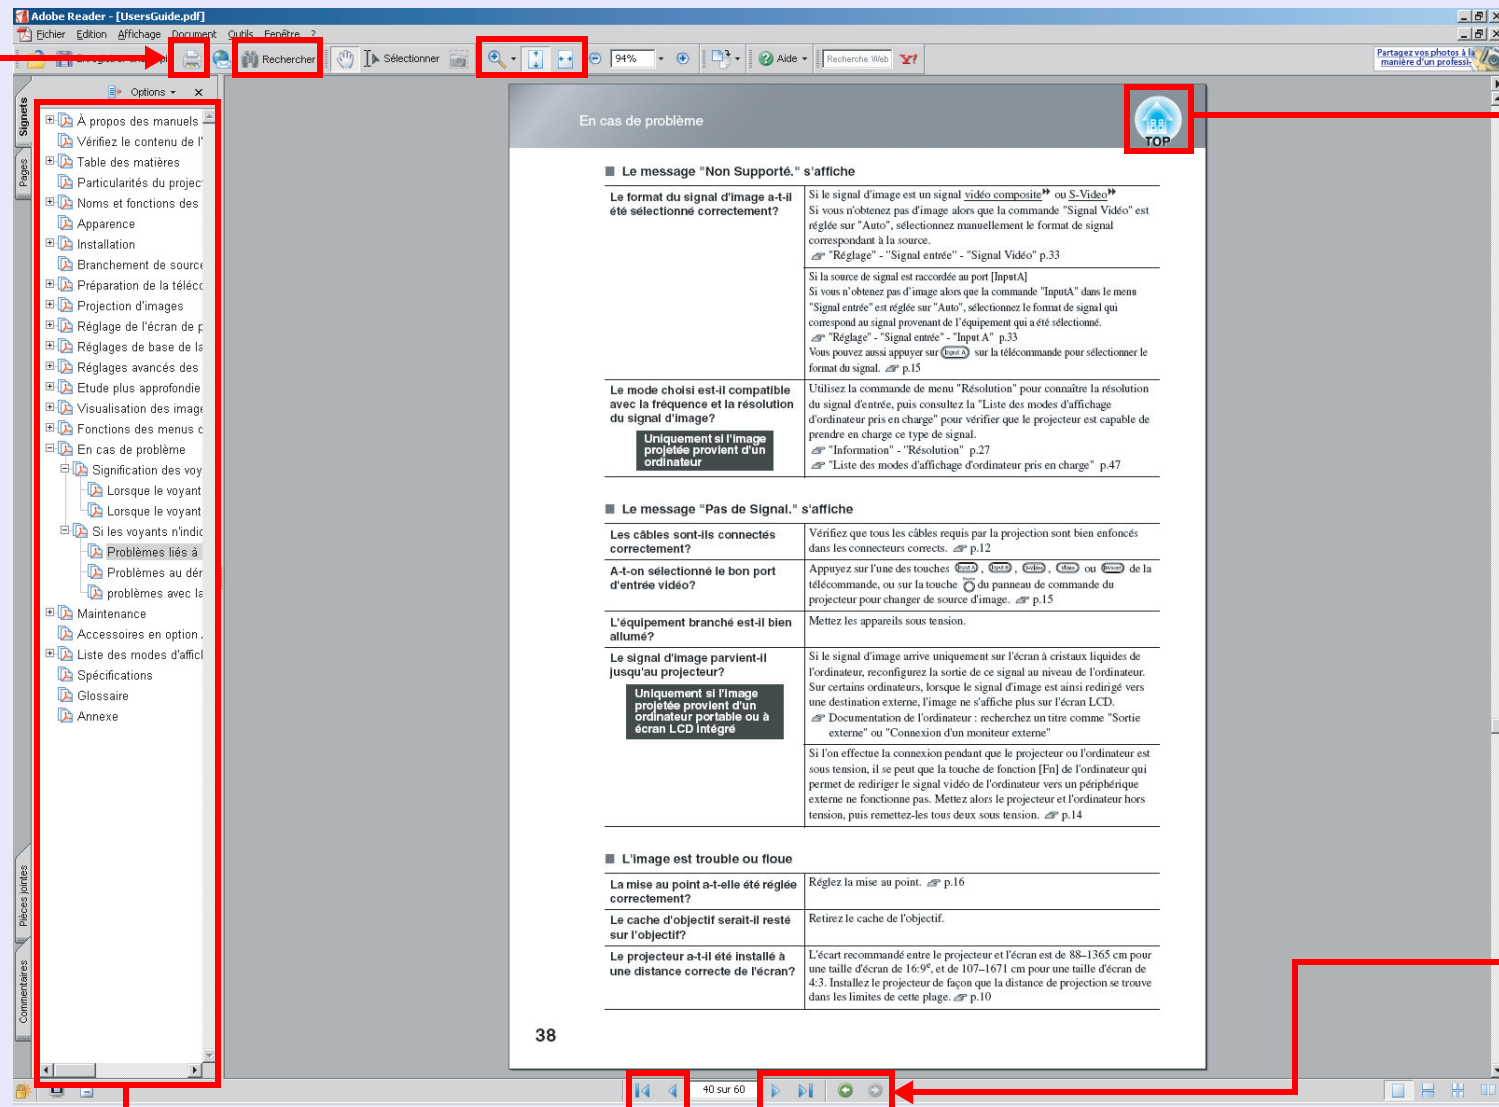 Adobe Reader - [UsersGuide.pdf]
Fichier Edition Affichage Document Outils Fenêtre ?
Rechercher
Sélectionner
94%
Aide
Recherche Web
Y!
Partagez vos photos à la
manière d'un professi
Signets
Pages
Pièces jointes
Commentaires
Options
À propos des manuels
Vérifiez le contenu de l'
Table des matières
Particularités du projec
Noms et fonctions des
Apparence
Installation
Branchement de source
Préparation de la téléco
Projection d'images
Réglage de l'écran de p
Réglages de base de la
Réglages avancés des
Etude plus approfondie
Visualisation des image
Fonctions des menus c
En cas de problème
Signification des voy
Lorsque le voyant
Lorsque le voyant
Si les voyants n'indic
Problèmes liés à
Problèmes au dér
problèmes avec la
Maintenance
Accessoires en option
Liste des modes d'affic
Spécifications
Glossaire
Annexe
En cas de problème
TOP
Le message "Non Supporté." s'affiche
Le format du signal d'image a-t-il
été sélectionné correctement?
Si le signal d'image est un signal vidéo composite ou S-Video
Si vous n'obtenez pas d'image alors que la commande "Signal Vidéo" est
réglée sur "Auto", sélectionnez manuellement le format de signal
correspondant à la source.
☞ "Réglage" - "Signal entrée" - "Signal Vidéo" p.33
Si la source de signal est raccordée au port [InputA]
Si vous n'obtenez pas d'image alors que la commande "InputA" dans le menu
"Signal entrée" est réglée sur "Auto", sélectionnez le format de signal qui
correspond au signal provenant de l'équipement qui a été sélectionné.
☞ "Réglage" - "Signal entrée" - "Input A" p.33
Vous pouvez aussi appuyer sur Input A sur la télécommande pour sélectionner le
format du signal. ☞ p.15
Le mode choisi est-il compatible
avec la fréquence et la résolution
du signal d'image?
Uniquement si l'image
projetée provient d'un
ordinateur
Utilisez la commande de menu "Résolution" pour connaître la résolution
du signal d'entrée, puis consultez la "Liste des modes d'affichage
d'ordinateur pris en charge" pour vérifier que le projecteur est capable de
prendre en charge ce type de signal.
☞ "Information" - "Résolution" p.27
☞ "Liste des modes d'affichage d'ordinateur pris en charge" p.47
Le message "Pas de Signal." s'affiche
Les câbles sont-ils connectés
correctement?
Vérifiez que tous les câbles requis par la projection sont bien enfoncés
dans les connecteurs corrects. ☞ p.12
A-t-on sélectionné le bon port
d'entrée vidéo?
Appuyez sur l'une des touches Input A , Input B , S-Video , Video ou de la
télécommande, ou sur la touche du panneau de commande du
projecteur pour changer de source d'image. ☞ p.15
L'équipement branché est-il bien
allumé?
Mettez les appareils sous tension.
Le signal d'image parvient-il
jusqu'au projecteur?
Uniquement si l'image
projetée provient d'un
ordinateur portable ou à
écran LCD intégré
Si le signal d'image arrive uniquement sur l'écran à cristaux liquides de
l'ordinateur, reconfigurez la sortie de ce signal au niveau de l'ordinateur.
Sur certains ordinateurs, lorsque le signal d'image est ainsi redirigé vers
une destination externe, l'image ne s'affiche plus sur l'écran LCD.
☞ Documentation de l'ordinateur : recherchez un titre comme "Sortie
externe" ou "Connexion d'un moniteur externe"
Si l'on effectue la connexion pendant que le projecteur ou l'ordinateur est
sous tension, il se peut que la touche de fonction [Fn] de l'ordinateur qui
permet de rediriger le signal vidéo de l'ordinateur vers un périphérique
externe ne fonctionne pas. Mettez alors le projecteur et l'ordinateur hors
tension, puis remettez-les tous deux sous tension. ☞ p.14
L'image est trouble ou floue
La mise au point a-t-elle été réglée
correctement?
Réglez la mise au point. ☞ p.16
Le cache d'objectif serait-il resté
sur l'objectif?
Retirez le cache de l'objectif.
Le projecteur a-t-il été installé à
une distance correcte de l'écran?
L'écart recommandé entre le projecteur et l'écran est de 88–1365 cm pour
une taille d'écran de 16:9e, et de 107–1671 cm pour une taille d'écran de
4:3. Installez le projecteur de façon que la distance de projection se trouve
dans les limites de cette plage. ☞ p.10
38
40 sur 60